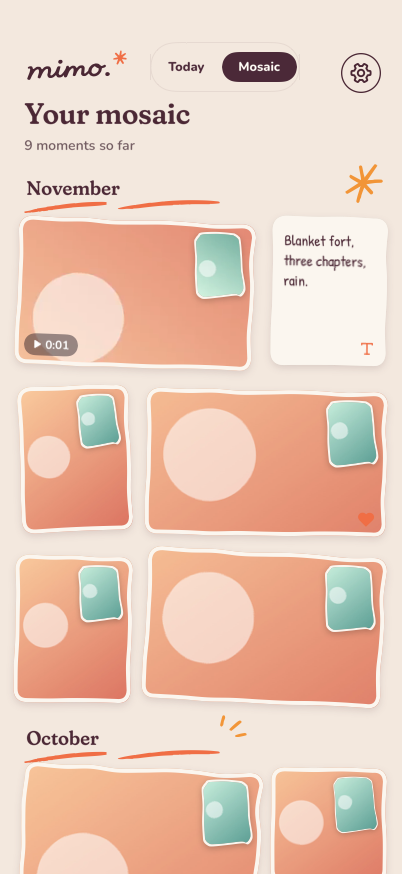 mimo.
Today
Mosaic
Your mosaic
9 moments so far
November
0:01
Blanket fort,
three chapters,
rain.
T
October